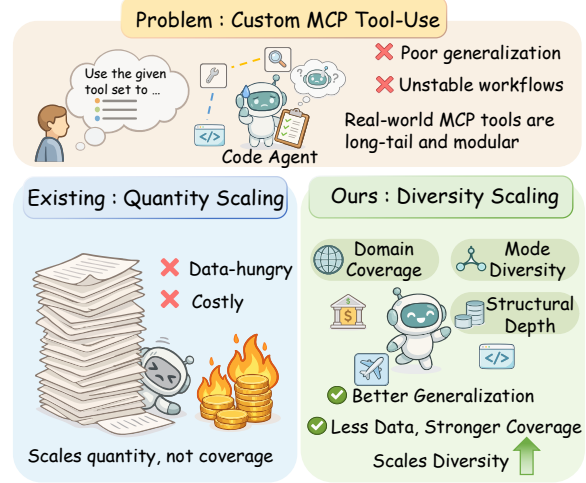 Problem : Custom MCP Tool-Use
Use the given
tool set to ...
Code Agent
Poor generalization
Unstable workflows
Real-world MCP tools are
long-tail and modular
Existing : Quantity Scaling
Data-hungry
Costly
Scales quantity, not coverage
Ours : Diversity Scaling
Domain
Coverage
Mode
Diversity
Structural
Depth
</>
Better Generalization
Less Data, Stronger Coverage
Scales Diversity